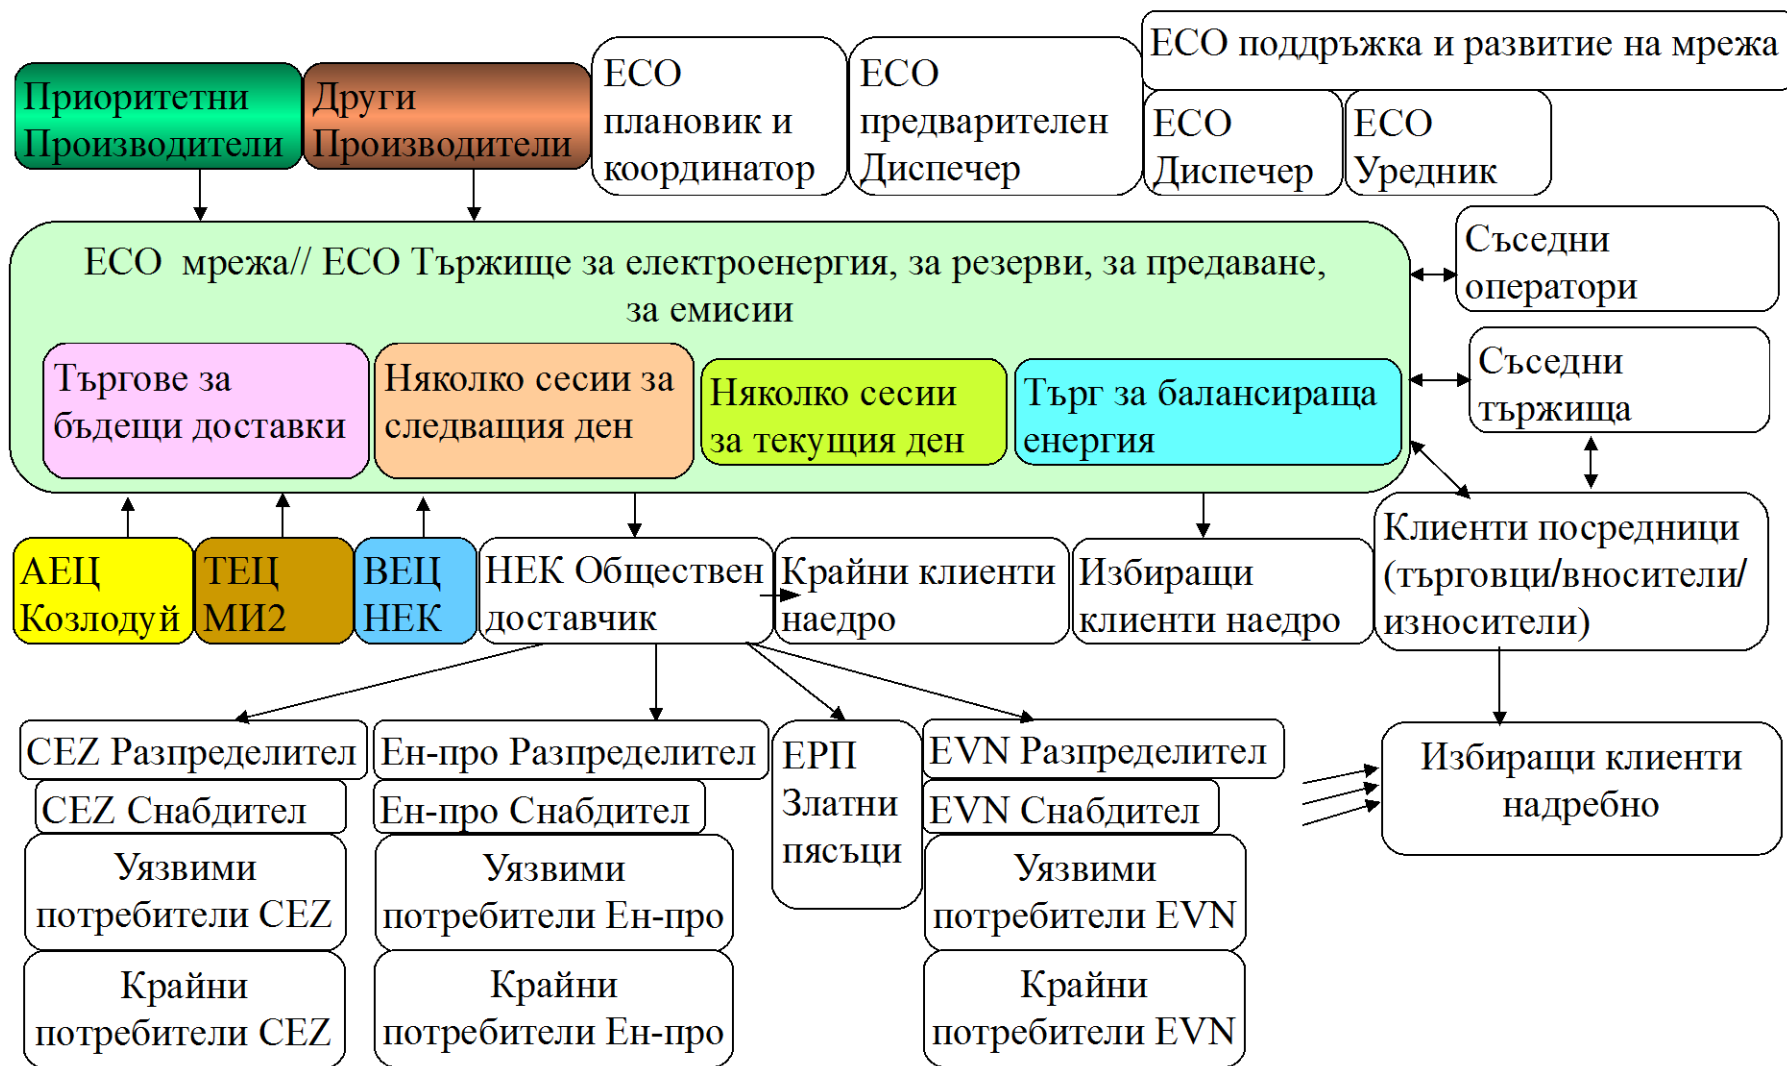 Приоритетни
Производители
Други
Производители
ЕСО
плановик и
координатор
ЕСО
предварителен
Диспечер
ЕСО поддръжка и развитие на мрежа
ЕСО
Диспечер
ЕСО
Уредник
ЕСО мрежа// ЕСО Тържище за електроенергия, за резерви, за предаване,
за емисии
Съседни
оператори
Търгове за
бъдещи доставки
Няколко сесии за
следващия ден
Няколко сесии
за текущия ден
Търг за балансираща
енергия
Съседни
тържища
АЕЦ
Козлодуй
ТЕЦ
МИ2
ВЕЦ
НЕК
НЕК Обществен
доставчик
Крайни клиенти
наедро
Избиращи
клиенти наедро
Клиенти посредници
(търговци/вносители/
износители)
CEZ Разпределител
CEZ Снабдител
Уязвими
потребители CEZ
Крайни
потребители CEZ
Ен-про Разпределител
Ен-про Снабдител
Уязвими
потребители Ен-про
Крайни
потребители Ен-про
ЕРП
Златни
пясъци
EVN Разпределител
EVN Снабдител
Уязвими
потребители EVN
Крайни
потребители EVN
Избиращи клиенти
надребно